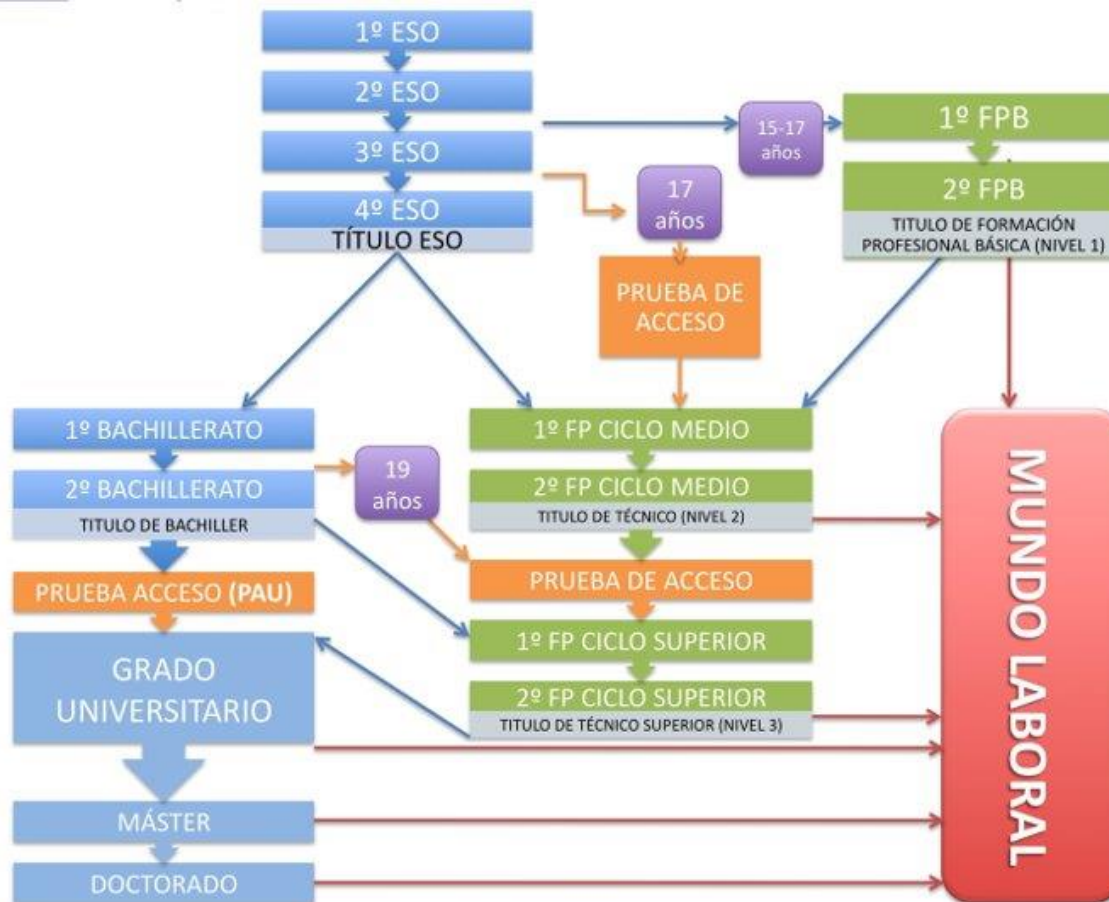 1º ESO
2º ESO
3º ESO
4º ESO
TÍTULO ESO
15-17
años
1º FPB
2º FPB
TITULO DE FORMACIÓN
PROFESIONAL BÁSICA (NIVEL 1)
17
años
PRUEBA DE
ACCESO
1º BACHILLERATO
2º BACHILLERATO
TITULO DE BACHILLER
19
años
1º FP CICLO MEDIO
2º FP CICLO MEDIO
TITULO DE TÉCNICO (NIVEL 2)
PRUEBA ACCESO (PAU)
PRUEBA DE ACCESO
GRADO
UNIVERSITARIO
1º FP CICLO SUPERIOR
2º FP CICLO SUPERIOR
TITULO DE TÉCNICO SUPERIOR (NIVEL 3)
MÁSTER
DOCTORADO
MUNDO LABORAL